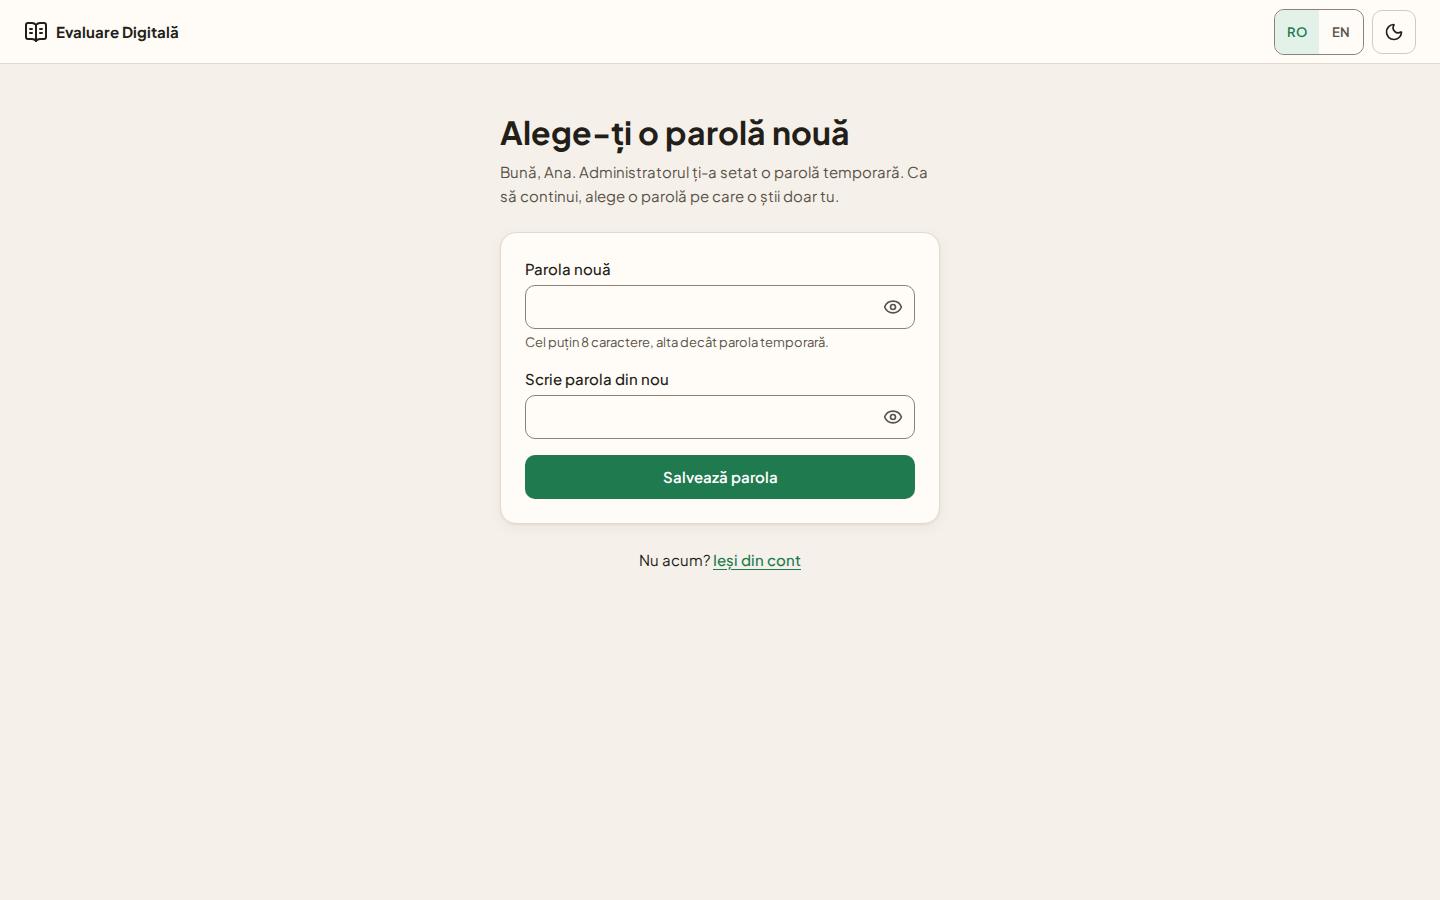 Evaluare Digitală
RO
EN
Alege-ți o parolă nouă
Bună, Ana. Administratorul ți-a setat o parolă temporară. Ca
să continui, alege o parolă pe care o știi doar tu.
Parola nouă
Cel puțin 8 caractere, alta decât parola temporară.
Scrie parola din nou
Salvează parola
Nu acum? Ieși din cont